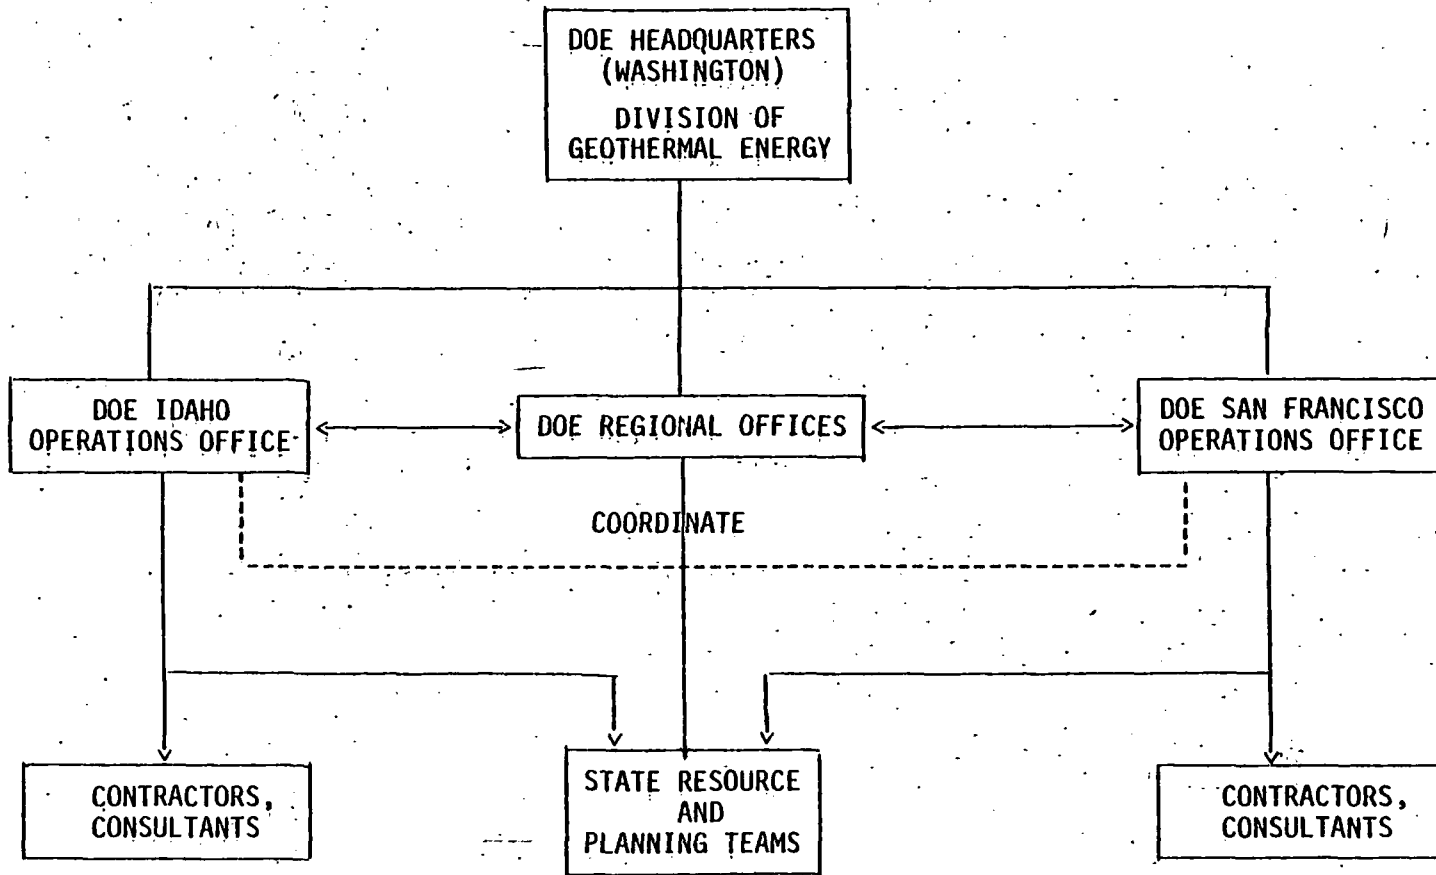 DOE HEADQUARTERS
(WASHINGTON)
DIVISION OF
GEOTHERMAL ENERGY
DOE IDAHO
OPERATIONS OFFICE
DOE REGIONAL OFFICES
DOE SAN FRANCISCO
OPERATIONS OFFICE
COORDINATE
CONTRACTORS,
CONSULTANTS
STATE RESOURCE
AND
PLANNING TEAMS
CONTRACTORS,
CONSULTANTS